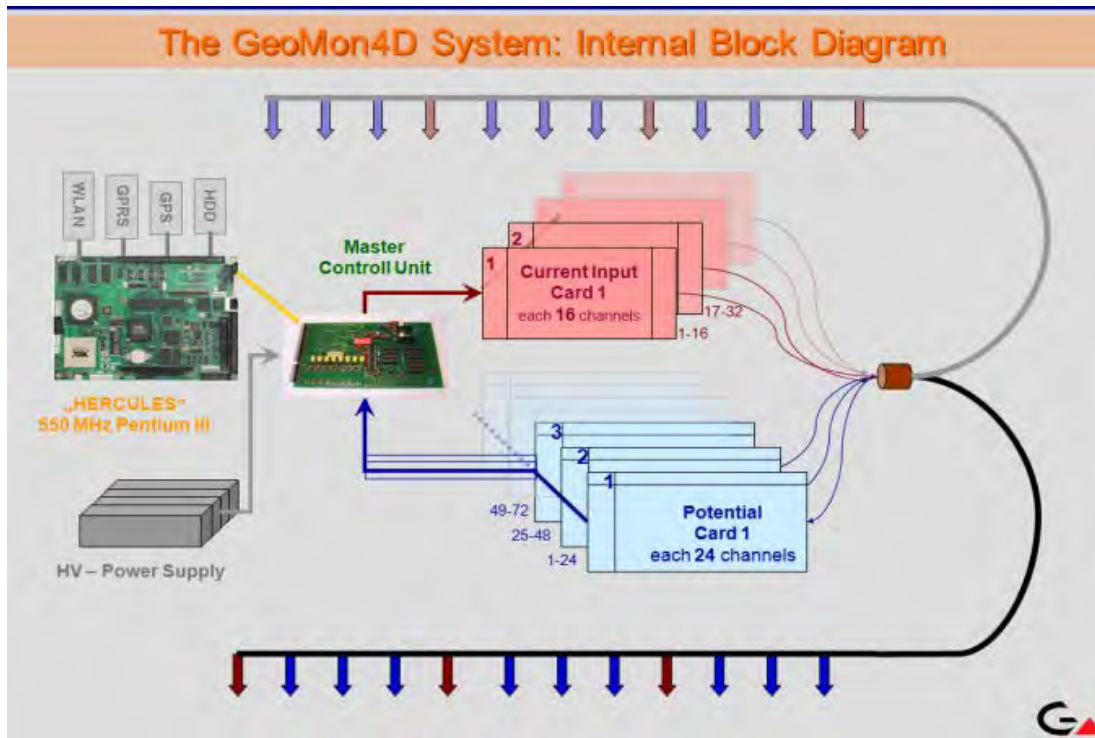 The GeoMon4D System: Internal Block Diagram
WLAN
GPRS
GPS
HDD
Master
Controll Unit
2
1
Current Input
Card 1
each 16 channels
17-32
1-16
„HERCULES"
550 MHz Pentium III
3
2
1
49-72
25-48
1-24
Potential
Card 1
each 24 channels
HV – Power Supply